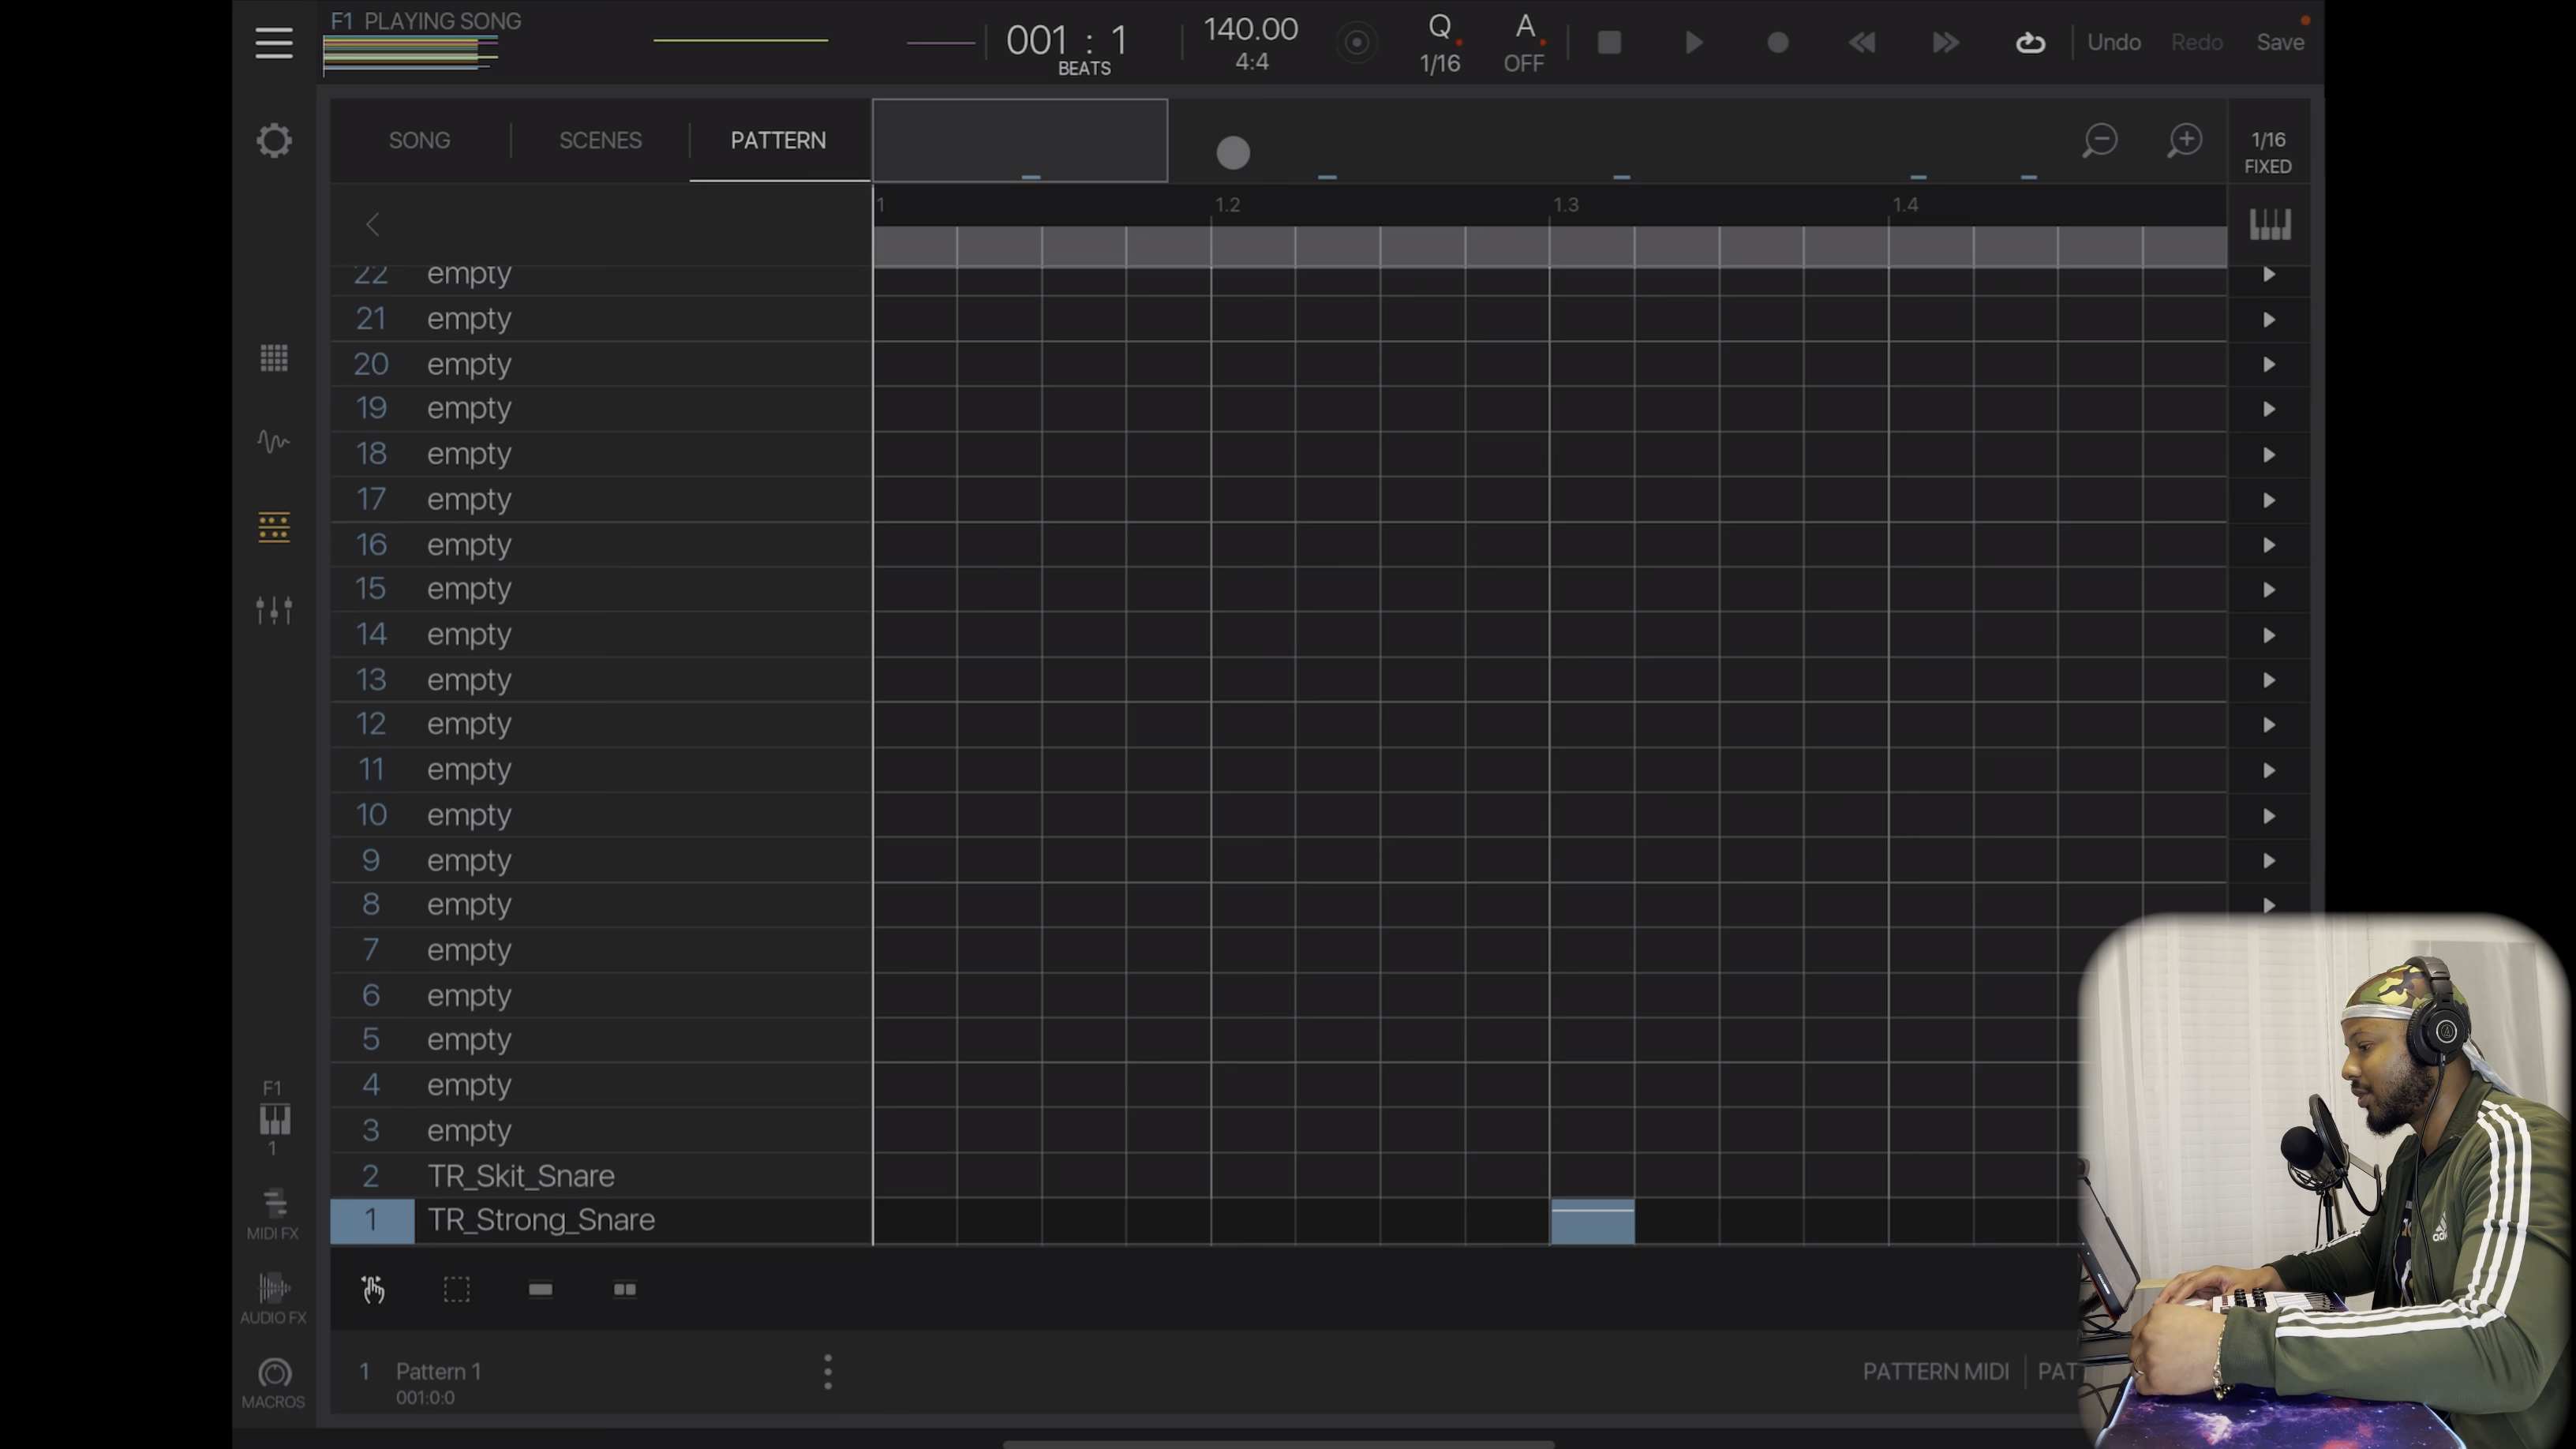 F1 PLAYING SONG
001 : 1
BEATS
140.00
4:4
Q
1/16
A
OFF
Undo
Redo
Save
SONG
SCENES
PATTERN
1/16
FIXED
1
1.2
1.3
1.4
22 empty
21 empty
20 empty
19 empty
18 empty
17 empty
16 empty
15 empty
14 empty
13 empty
12 empty
11 empty
10 empty
9 empty
8 empty
7 empty
6 empty
5 empty
4 empty
3 empty
2 TR_Skit_Snare
1 TR_Strong_Snare
F1
1
MIDI FX
AUDIO FX
MACROS
1 Pattern 1
001:0:0
PATTERN MIDI
PAT